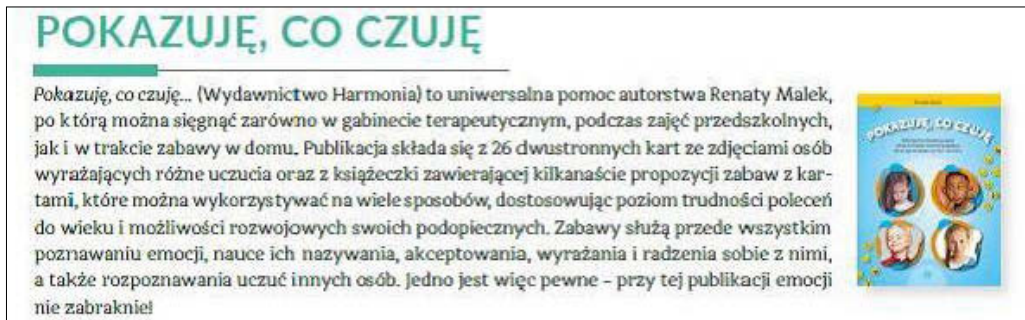 POKAZUJĘ, CO CZUJĘ
Pokazuję, co czuję... (Wydawnictwo Harmonia) to uniwersalna pomoc autorstwa Renaty Malek,
po którą można sięgnąć zarówno w gabinecie terapeutycznym, podczas zajęć przedszkolnych,
jak i w trakcie zabawy w domu. Publikacja składa się z 26 dwustronnych kart ze zdjęciami osób
wyrażających różne uczucia oraz z książeczki zawierającej kilkanaście propozycji zabaw z kar-
tami, które można wykorzystywać na wiele sposobów, dostosowując poziom trudności poleceń
do wieku i możliwości rozwojowych swoich podopiecznych. Zabawy służą przede wszystkim
poznawaniu emocji, nauce ich nazywania, akceptowania, wyrażania i radzenia sobie z nimi,
a także rozpoznawania uczuć innych osób. Jedno jest więc pewne – przy tej publikacji emocji
nie zabraknie!
POKAZUJĘ, CO CZUJĘ